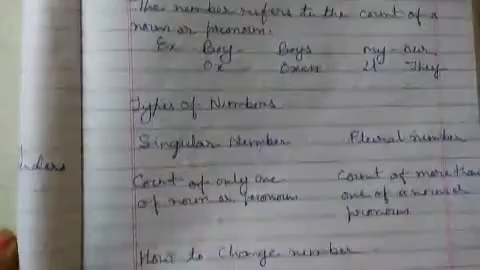 The number refers to the count of a
noun or pronoun.
Ex Boy - Boys my - our
Ox Oxen It They
Types of Numbers
Singular Number Plural number
Count of only one Count of more than
of noun or pronoun one of a noun or
pronoun
How to change number